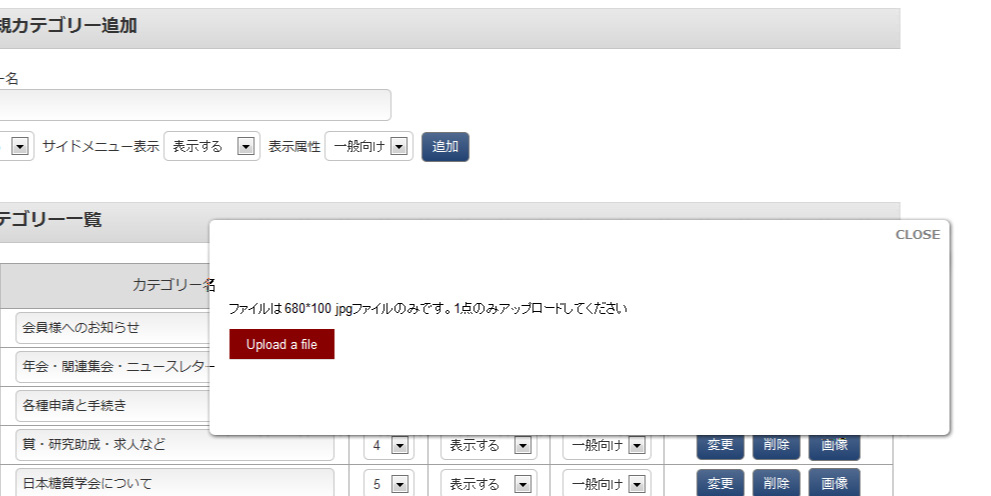 規カテゴリー追加
ー名
サイドメニュー表示 表示する 表示属性 一般向け 追加
テゴリー一覧
CLOSE
カテゴリー名
ファイルは680*100 jpgファイルのみです。1点のみアップロードしてください
会員様へのお知らせ
Upload a file
年会・関連集会・ニュースレター
各種申請と手続き
賞・研究助成・求人など 4 表示する 一般向け 変更 削除 画像
日本糖質学会について 5 表示する 一般向け 変更 削除 画像